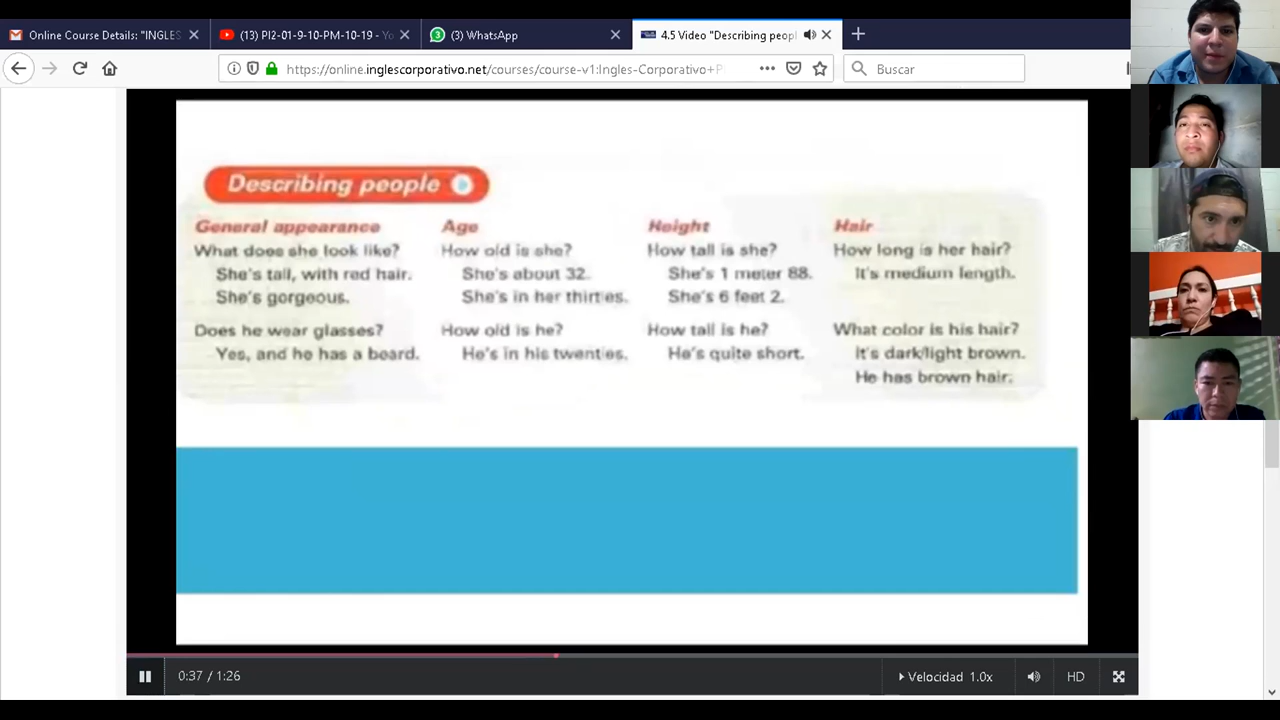 Online Course Details: "INGLES
(13) PI2-01-9-10-PM-10-19 - Yo
(3) WhatsApp
4.5 Video "Describing peopl
https://online.inglescorporativo.net/courses/course-v1:Ingles-Corporativo+P
Buscar
Describing people
General appearance
What does she look like?
She's tall, with red hair.
She's gorgeous.
Does he wear glasses?
Yes, and he has a beard.
Age
How old is she?
She's about 32.
She's in her thirties.
How old is he?
He's in his twenties.
Height
How tall is she?
She's 1 meter 88.
She's 6 feet 2.
How tall is he?
He's quite short.
Hair
How long is her hair?
It's medium length.
What color is his hair?
It's dark/light brown.
He has brown hair.
0:37 / 1:26
Velocidad 1.0x
HD